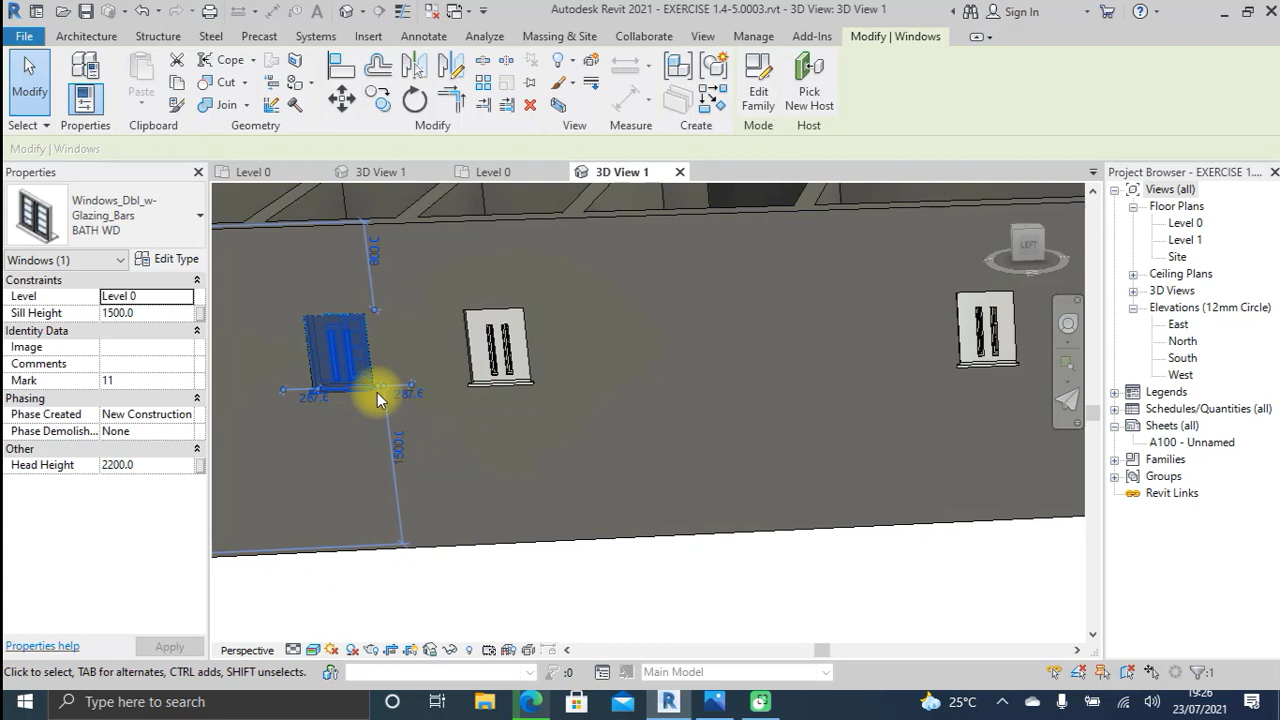 Autodesk Revit 2021 - EXERCISE 1.4-5.0003.rvt - 3D View: View 1
Sign In
File
Architecture
Structure
Steel
Precast
Systems
Insert
Annotate
Analyze
Massing & Site
Collaborate
View
Manage
Add-Ins
Modify | Windows
Modify
Select
Properties
Paste
Clipboard
Cope
Cut
Join
Geometry
Modify
View
Measure
Create
Edit
Family
Mode
Pick
New Host
Host
Modify | Windows
Properties
Windows_Dbl_w-
Glazing_Bars
BATH WD
Windows (1)
Edit Type
Constraints
Level Level 0
Sill Height 1500.0
Identity Data
Image
Comments
Mark 11
Phasing
Phase Created New Construction
Phase Demolish... None
Other
Head Height 2200.0
Properties help
Apply
Level 0
3D View 1
Level 0
3D View 1
800.0
287.6
287.6
1500.0
LEFT
Project Browser - EXERCISE 1....
Views (all)
Floor Plans
Level 0
Level 1
Site
Ceiling Plans
3D Views
Elevations (12mm Circle)
East
North
South
West
Legends
Schedules/Quantities (all)
Sheets (all)
A100 - Unnamed
Families
Groups
Revit Links
Perspective
Click to select, TAB for alternates, CTRL adds, SHIFT unselects.
:0
Main Model
:1
Type here to search
25°C
19:26
23/07/2021